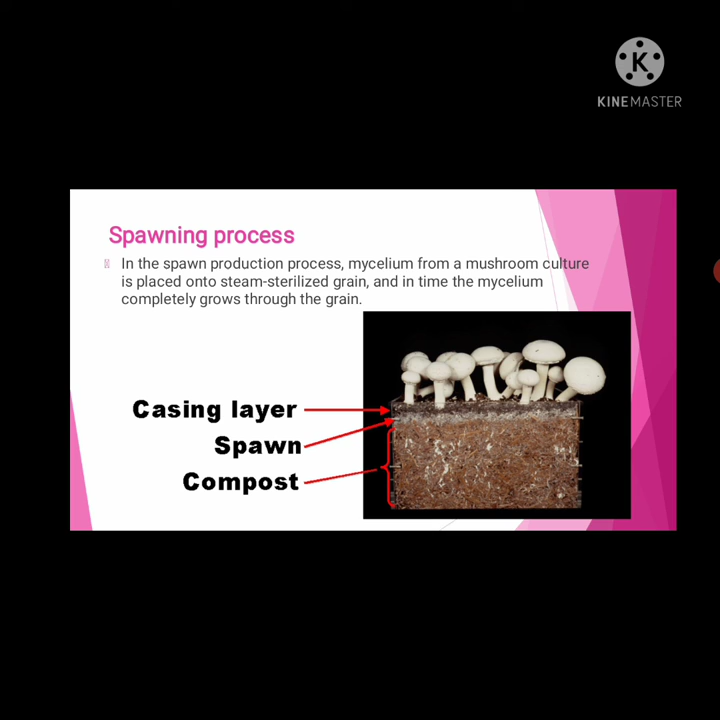 KINEMASTER
Spawning process
In the spawn production process, mycelium from a mushroom culture
is placed onto steam-sterilized grain, and in time the mycelium
completely grows through the grain.
Casing layer
Spawn
Compost